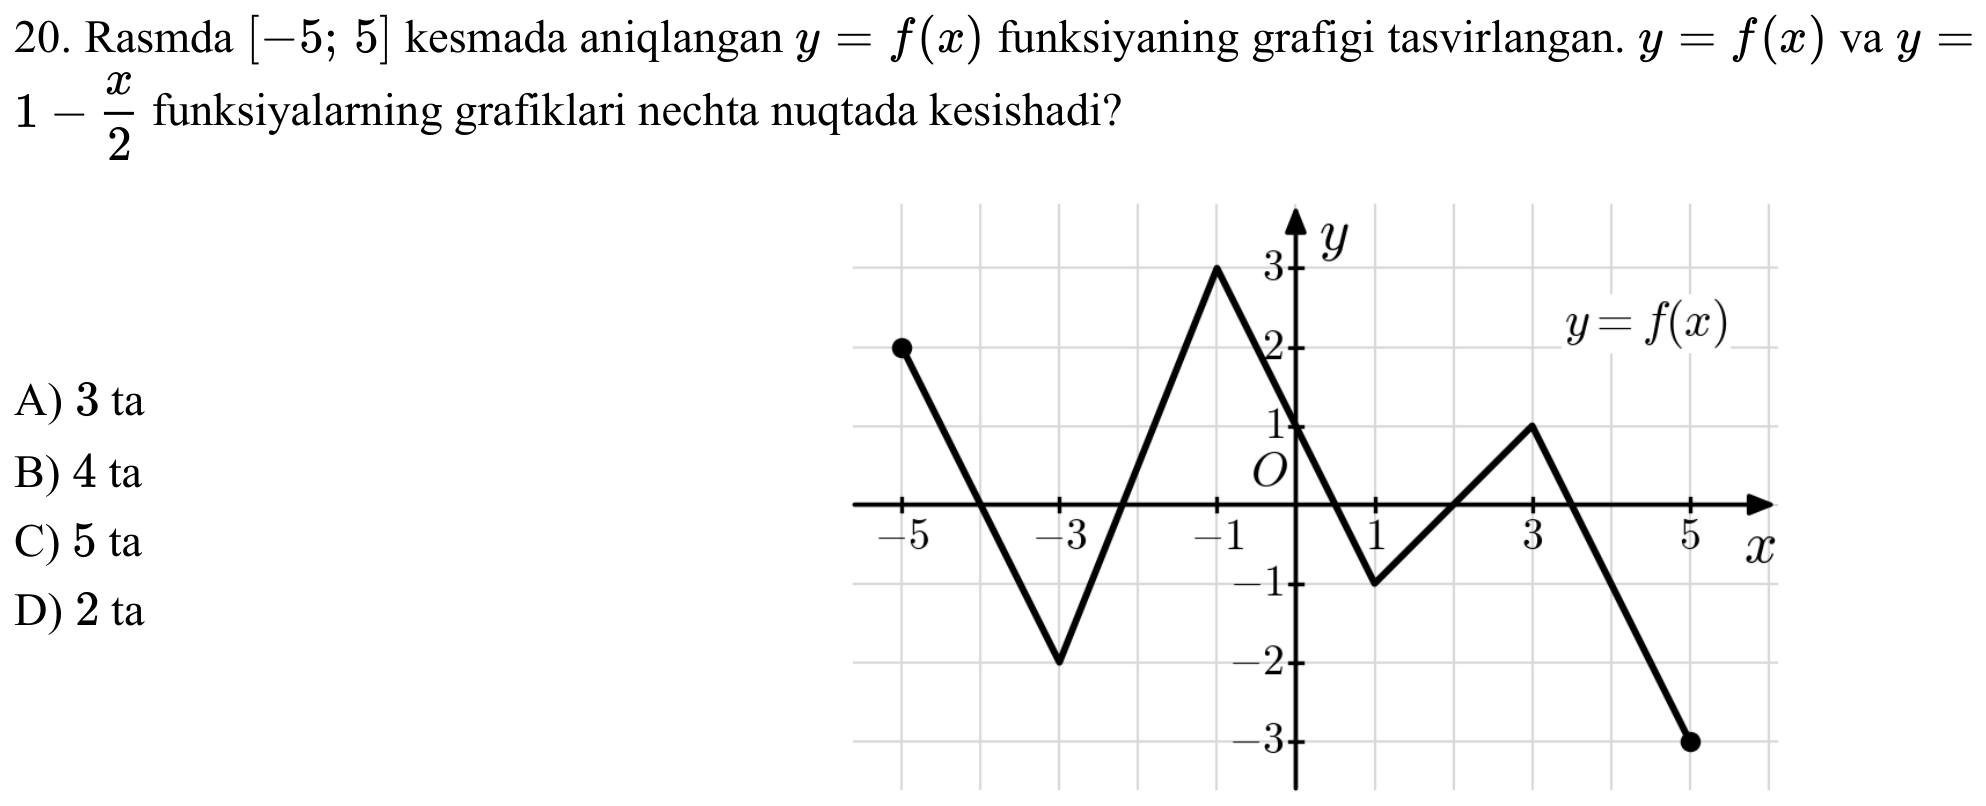 20. Rasmda [−5; 5] kesmada aniqlangan y = f(x) funksiyaning grafigi tasvirlangan. y = f(x) va y =
1 − x/2 funksiyalarning grafiklari nechta nuqtada kesishadi?
A) 3 ta
B) 4 ta
C) 5 ta
D) 2 ta
y
3
y = f(x)
2
1
O
−5 −3 −1 1 3 5 x
−1
−2
−3